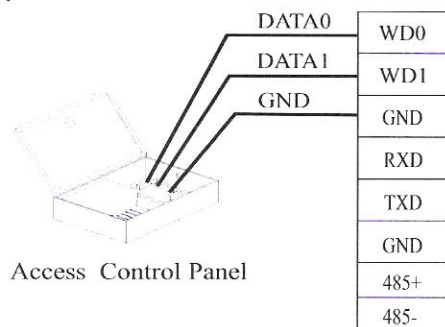 DATA0
WD0
DATA1
WD1
GND
GND
RXD
TXD
GND
485+
485-
Access Control Panel